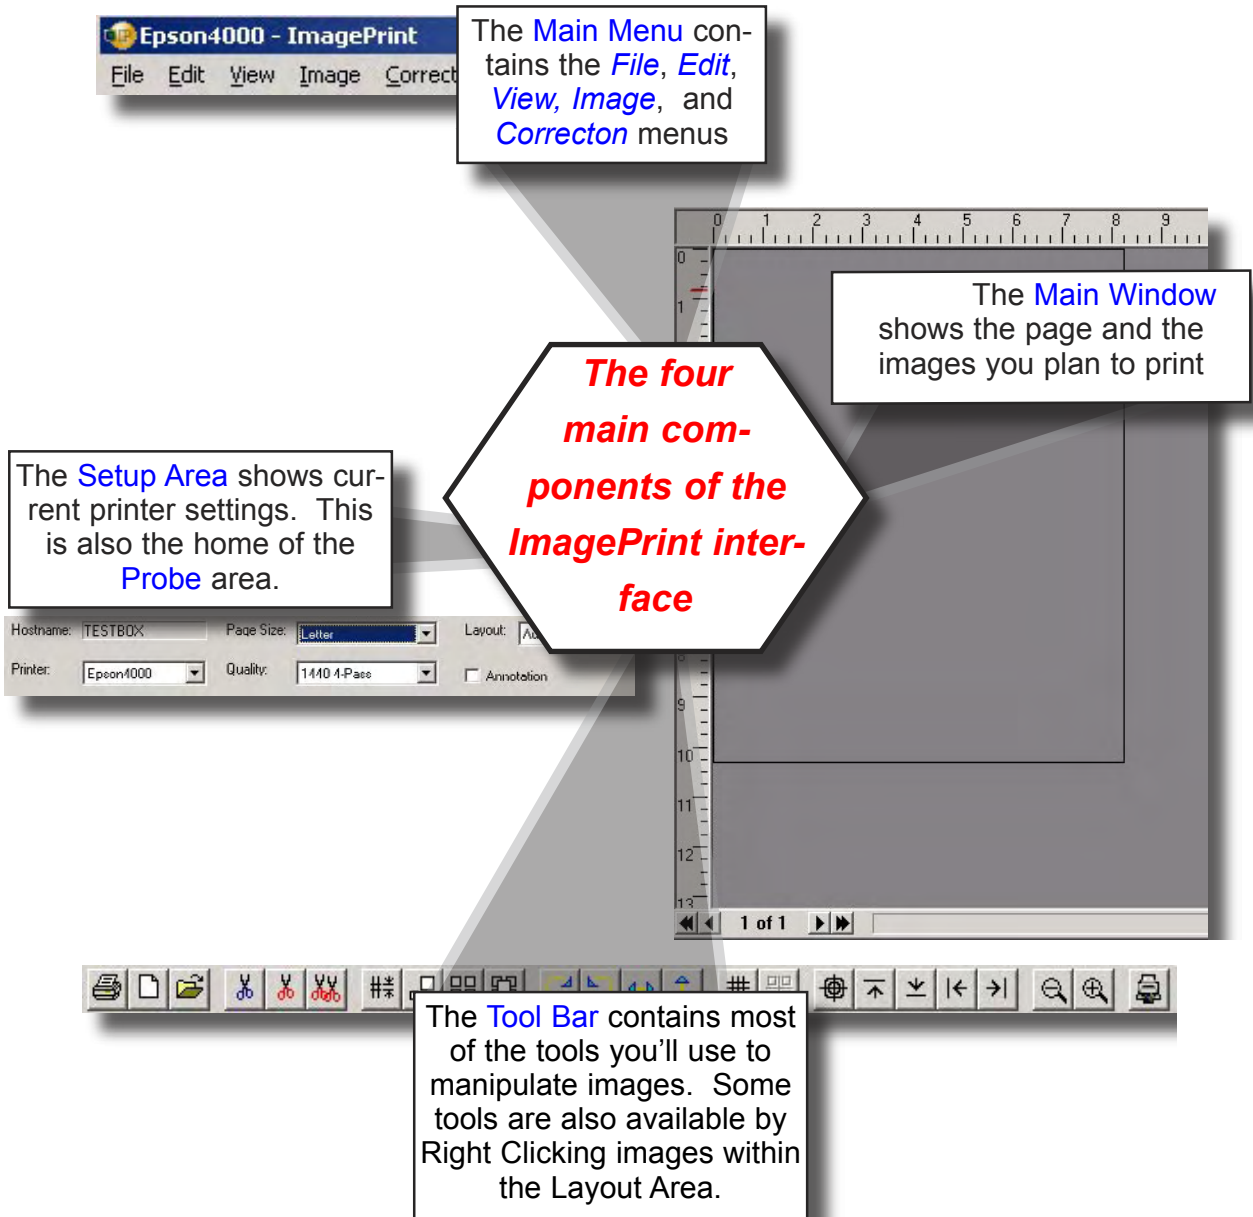 Epson4000 - ImagePrint
File Edit View Image Correct
The Main Menu con-
tains the File, Edit,
View, Image, and
Correcton menus
0 1 2 3 4 5 6 7 8 9
0
1
The Main Window
shows the page and the
images you plan to print
The four
main com-
ponents of the
ImagePrint inter-
face
The Setup Area shows cur-
rent printer settings. This
is also the home of the
Probe area.
Hostname: TESTBOX Page Size: Letter Layout:
Printer: Epson4000 Quality: 1440 4-Pass Annotation
8
9
10
11
12
13
1 of 1
The Tool Bar contains most
of the tools you’ll use to
manipulate images. Some
tools are also available by
Right Clicking images within
the Layout Area.